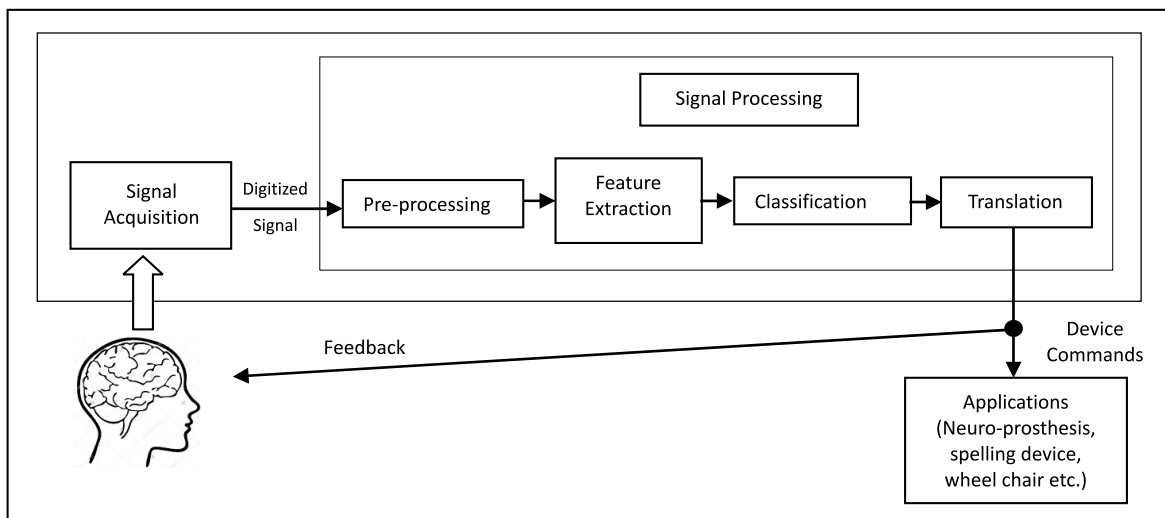 Signal Processing
Signal
Acquisition
Digitized
Signal
Pre-processing
Feature
Extraction
Classification
Translation
Feedback
Device
Commands
Applications
(Neuro-prosthesis,
spelling device,
wheel chair etc.)